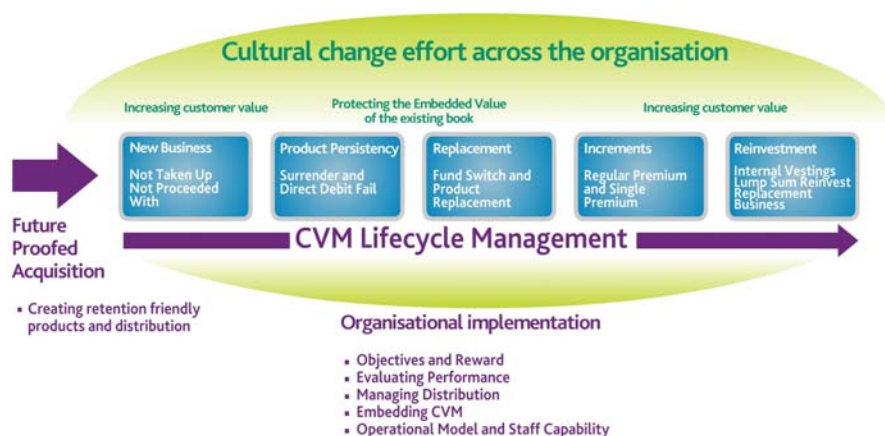 Cultural change effort across the organisation
Increasing customer value
Protecting the Embedded Value
of the existing book
Increasing customer value
New Business
Not Taken Up
Not Proceeded
With
Product Persistency
Surrender and
Direct Debit Fail
Replacement
Fund Switch and
Product
Replacement
Increments
Regular Premium
and Single
Premium
Reinvestment
Internal Vestings
Lump Sum Reinvest
Replacement
Business
CVM Lifecycle Management
Future
Proofed
Acquisition
▪ Creating retention friendly
products and distribution
Organisational implementation
▪ Objectives and Reward
▪ Evaluating Performance
▪ Managing Distribution
▪ Embedding CVM
▪ Operational Model and Staff Capability